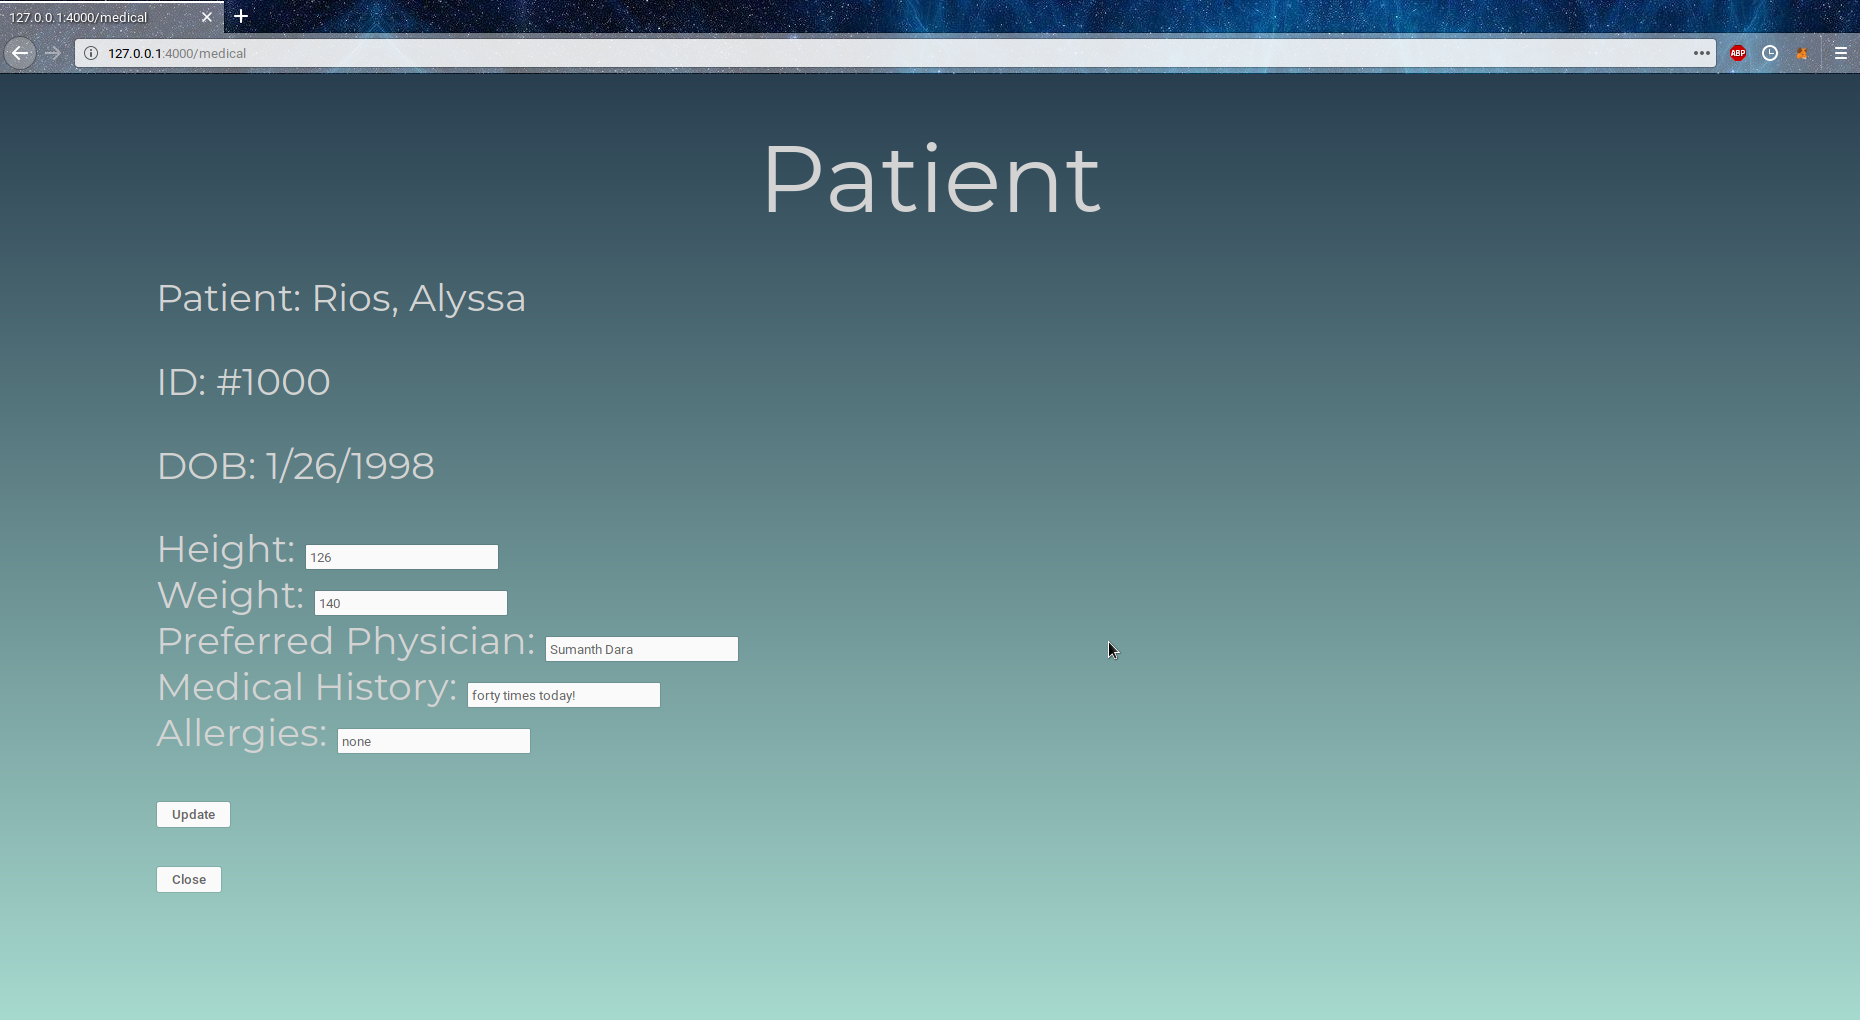 127.0.0.1:4000/medical
127.0.0.1:4000/medical
ABP
Patient
Patient: Rios, Alyssa
ID: #1000
DOB: 1/26/1998
Height: 126
Weight: 140
Preferred Physician: Sumanth Dara
Medical History: forty times today!
Allergies: none
Update
Close